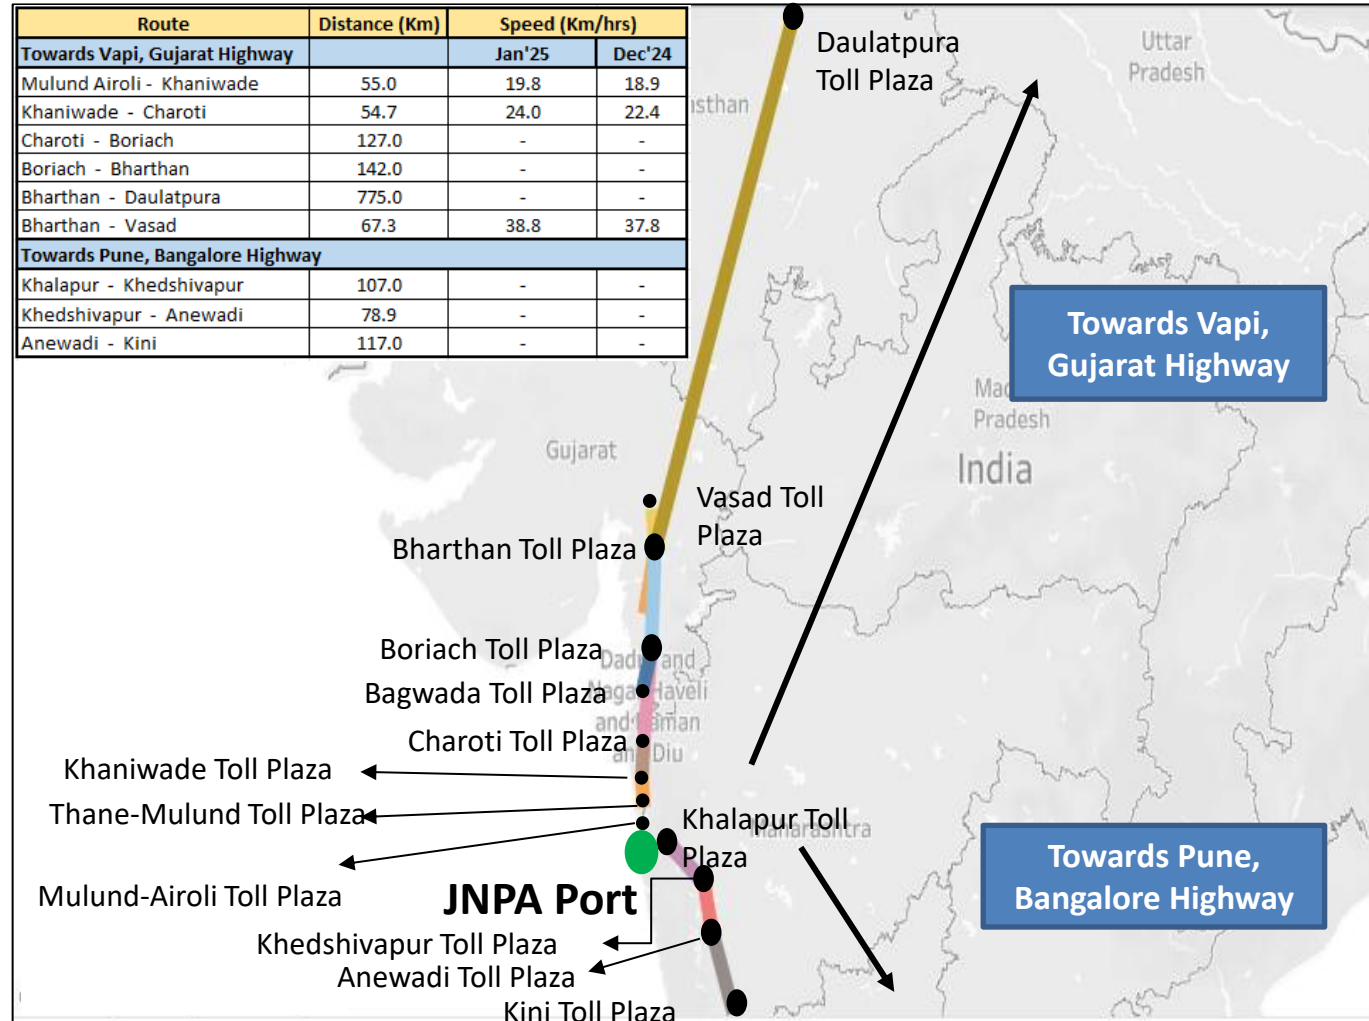 Route Distance (Km) Speed (Km/hrs)
Towards Vapi, Gujarat Highway Jan'25 Dec'24
Mulund Airoli - Khaniwade 55.0 19.8 18.9
Khaniwade - Charoti 54.7 24.0 22.4
Charoti - Boriach 127.0 - -
Boriach - Bharthan 142.0 - -
Bharthan - Daulatpura 775.0 - -
Bharthan - Vasad 67.3 38.8 37.8
Towards Pune, Bangalore Highway
Khalapur - Khedshivapur 107.0 - -
Khedshivapur - Anewadi 78.9 - -
Anewadi - Kini 117.0 - -
Daulatpura
Toll Plaza
Uttar
Pradesh
asthan
Towards Vapi,
Gujarat Highway
Pradesh
Gujarat
India
Vasad Toll
Plaza
Bharthan Toll Plaza
Boriach Toll Plaza
and
Bagwada Toll Plaza
Haveli
and
Charoti Toll Plaza
Diu
Khaniwade Toll Plaza
Thane-Mulund Toll Plaza
Khalapur Toll
Plaza
Towards Pune,
Bangalore Highway
Mulund-Airoli Toll Plaza
JNPA Port
Khedshivapur Toll Plaza
Anewadi Toll Plaza
Kini Toll Plaza